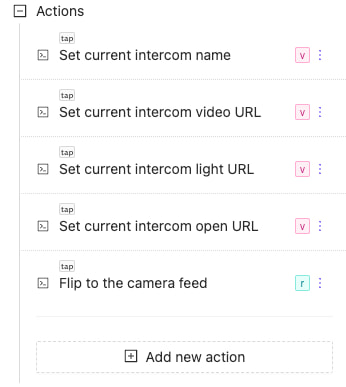 Actions
tap
Set current intercom name v
tap
Set current intercom video URL v
tap
Set current intercom light URL v
tap
Set current intercom open URL v
tap
Flip to the camera feed r
Add new action